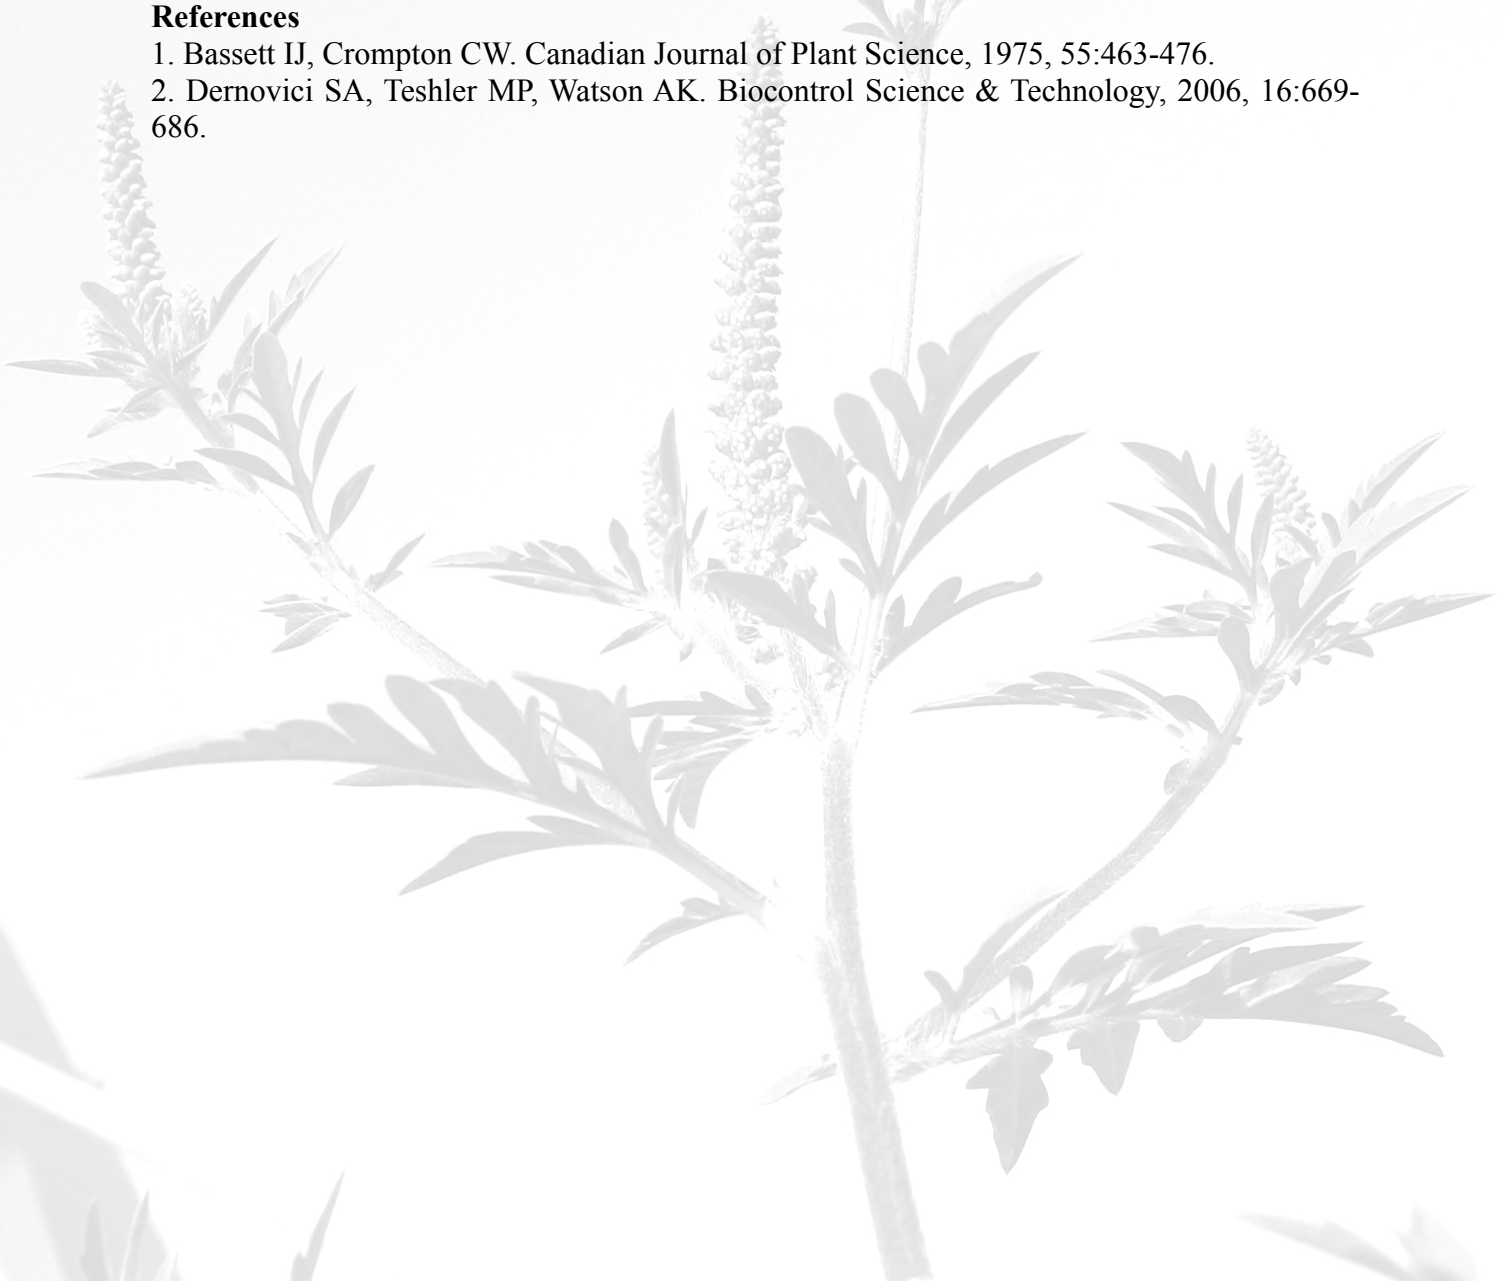 References
1. Bassett IJ, Crompton CW. Canadian Journal of Plant Science, 1975, 55:463-476.
2. Dernovici SA, Teshler MP, Watson AK. Biocontrol Science & Technology, 2006, 16:669-
686.